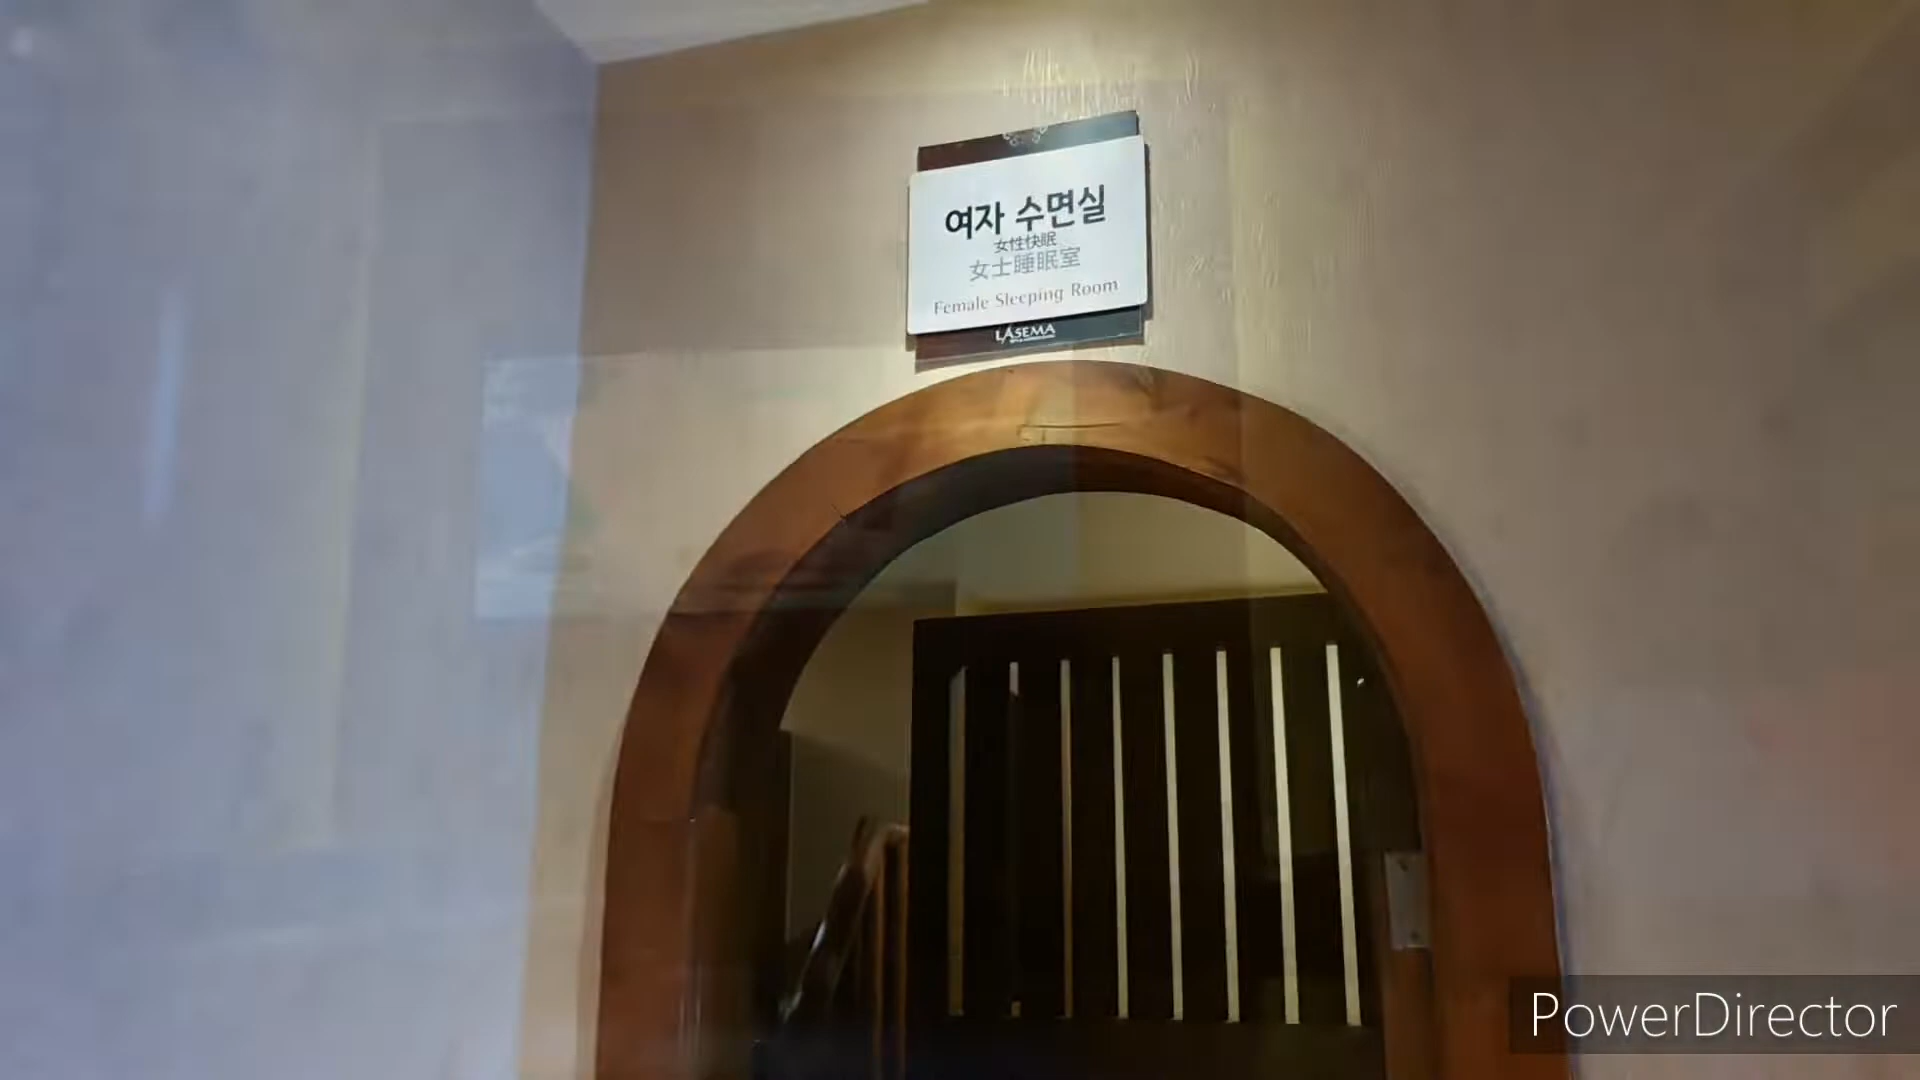 여자 수면실
女性快眠
女士睡眠室
Female Sleeping Room
LASEMA
PowerDirector